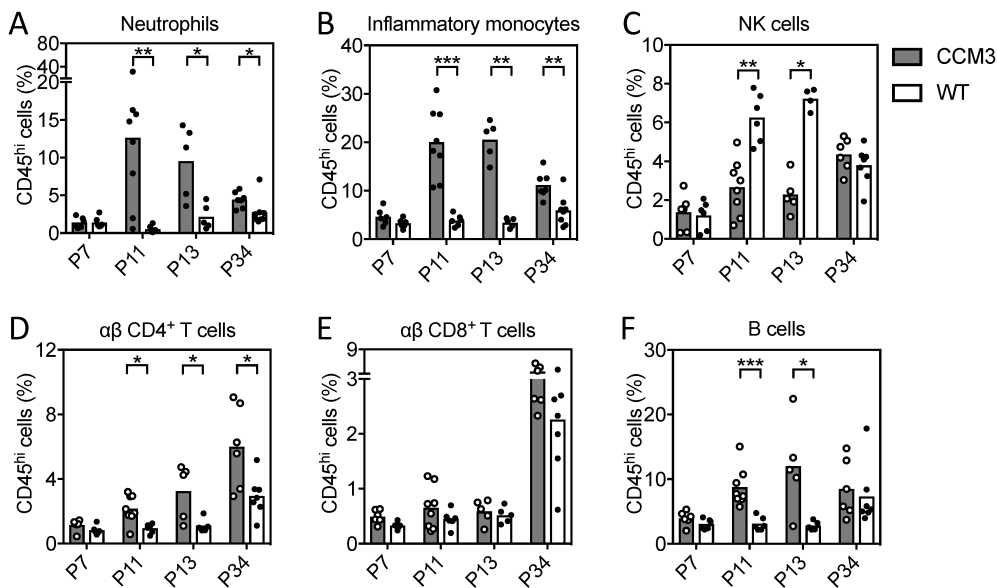 A Neutrophils
CD45hi cells (%)
80
40
20
15
10
5
0
** * *
P7 P11 P13 P34
B Inflammatory monocytes
CD45hi cells (%)
40
30
20
10
0
*** ** **
P7 P11 P13 P34
C NK cells
CD45hi cells (%)
10
8
6
4
2
0
** *
P7 P11 P13 P34
CCM3
WT
D αβ CD4+ T cells
CD45hi cells (%)
12
8
4
0
* * *
P7 P11 P13 P34
E αβ CD8+ T cells
CD45hi cells (%)
9
3
2
1
0
P7 P11 P13 P34
F B cells
CD45hi cells (%)
30
20
10
0
*** *
P7 P11 P13 P34